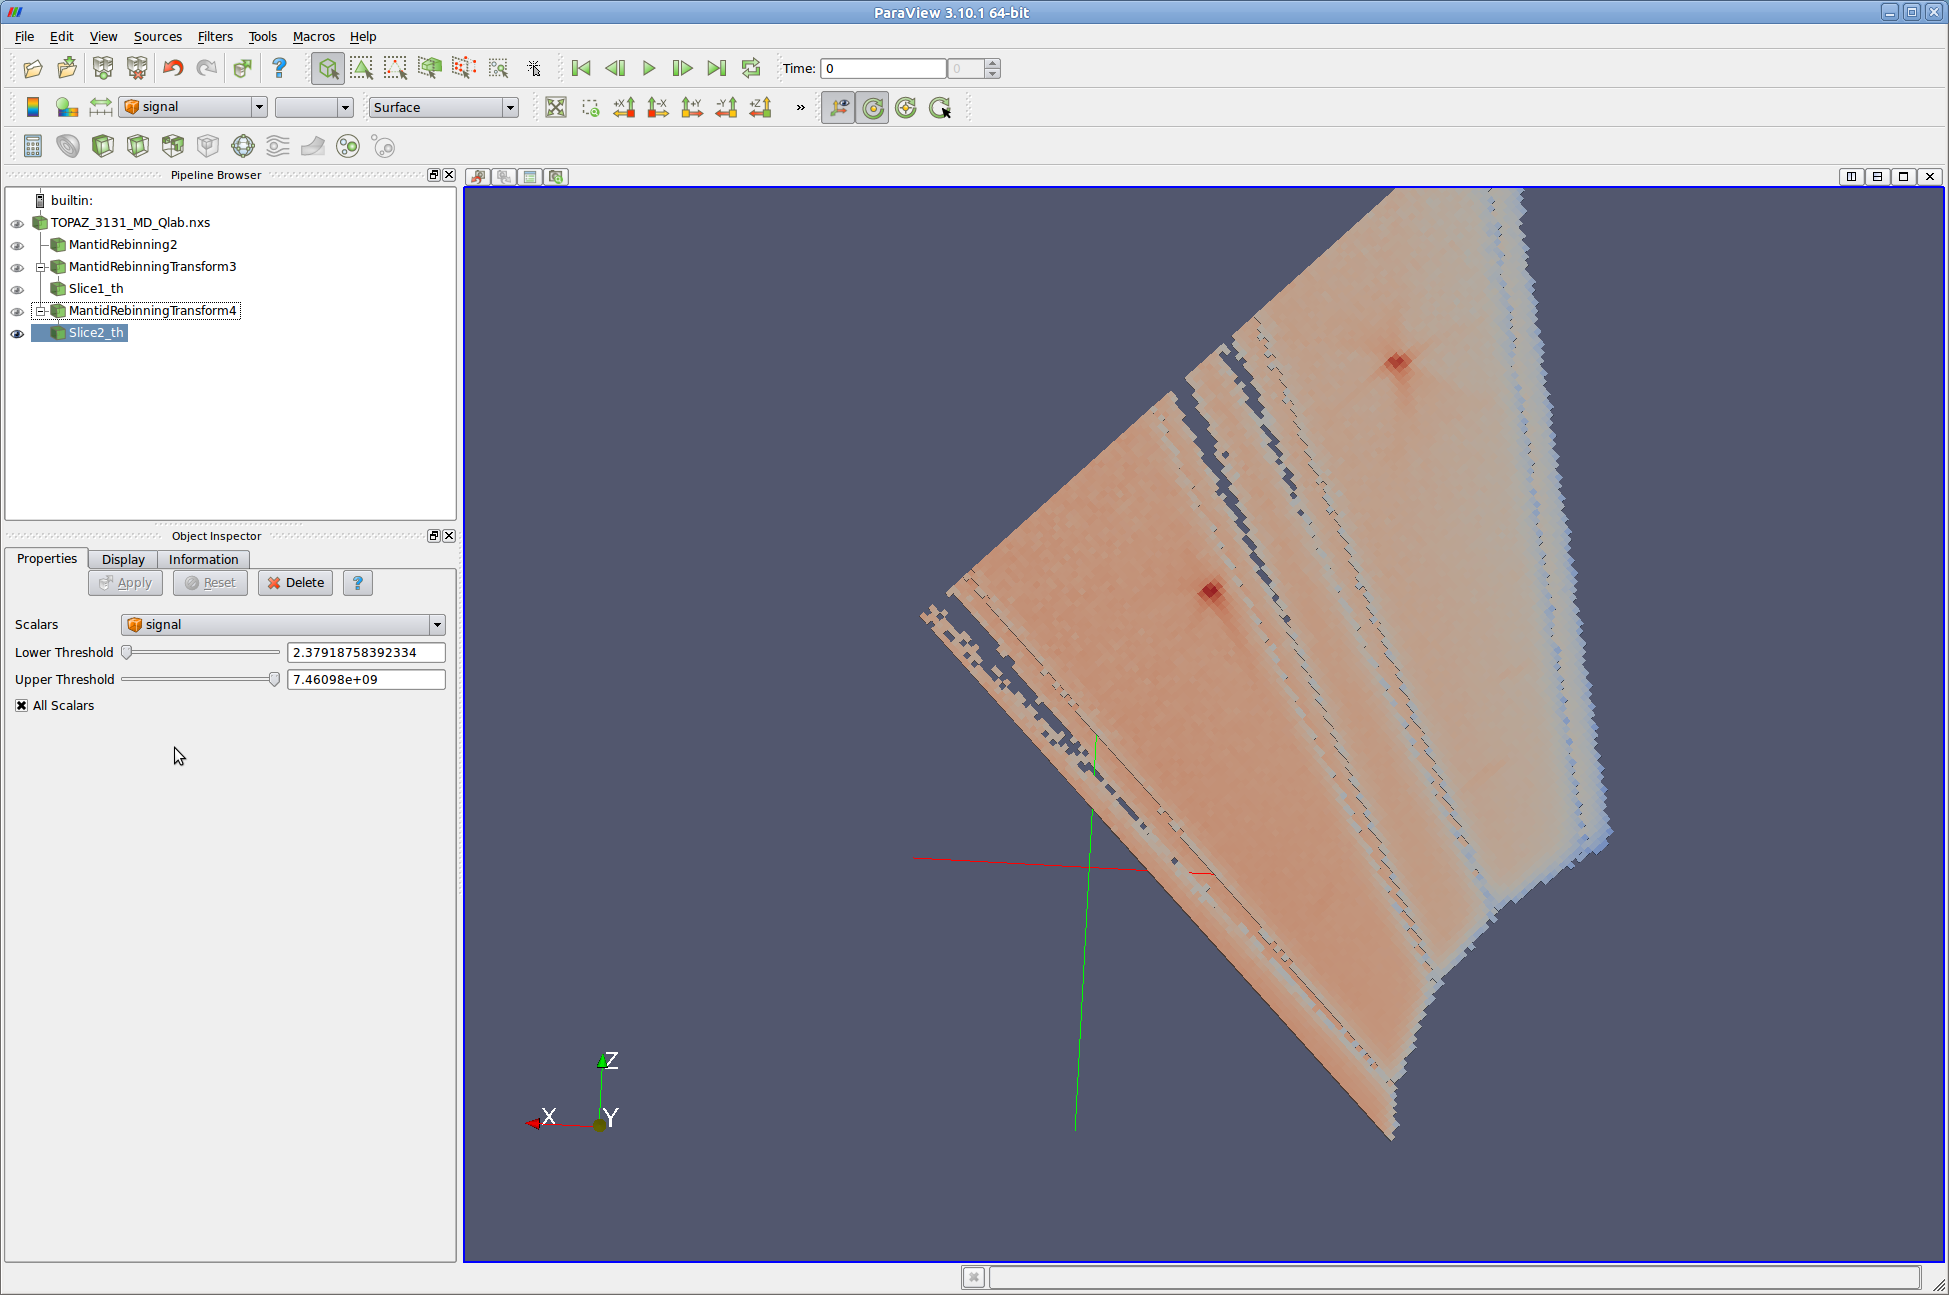 ParaView 3.10.1 64-bit
File Edit View Sources Filters Tools Macros Help
? Time: 0 0
signal Surface +X -X +Y -Y +Z »
Pipeline Browser
builtin:
TOPAZ_3131_MD_Qlab.nxs
MantidRebinning2
MantidRebinningTransform3
Slice1_th
MantidRebinningTransform4
Slice2_th
Object Inspector
Properties Display Information
Apply Reset Delete ?
Scalars signal
Lower Threshold 2.37918758392334
Upper Threshold 7.46098e+09
All Scalars
Z
X Y